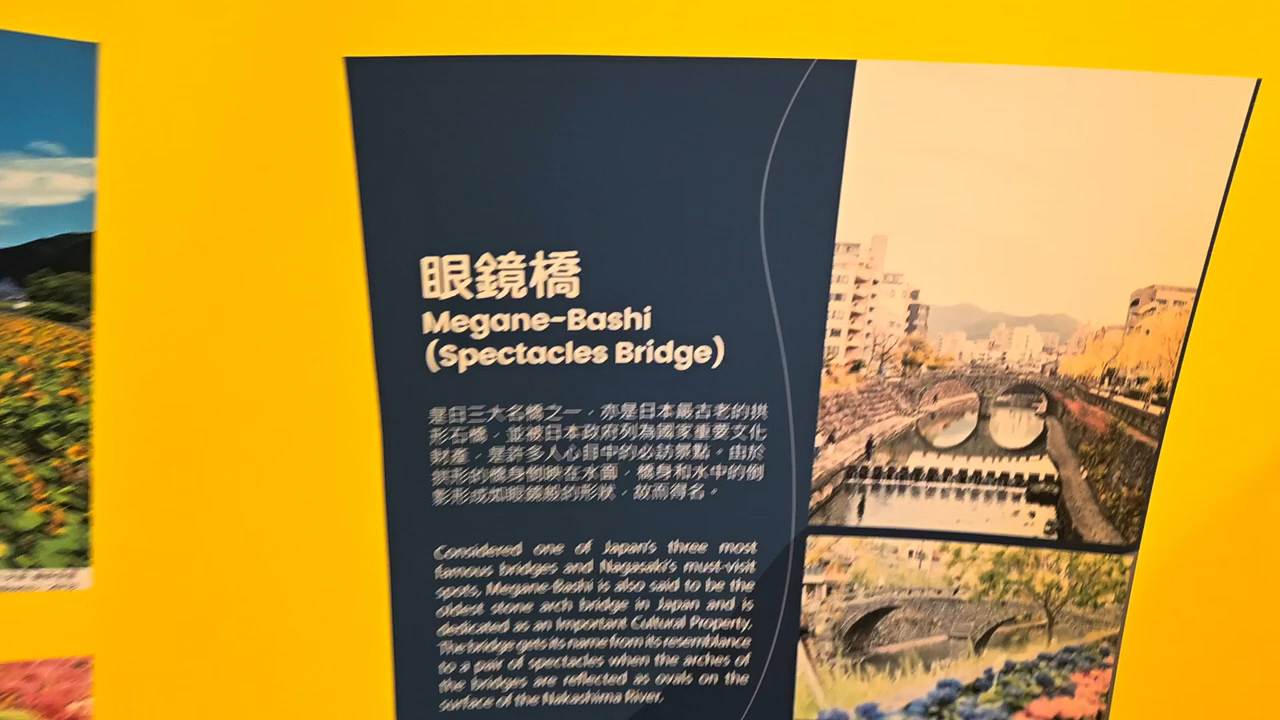 眼鏡橋
Megane-Bashi
(Spectacles Bridge)
是日三大名橋之一，亦是日本最古老的拱
形石橋，並被日本政府列為國家重要文化
財產，是許多人心目中的必訪景點。由於
拱形的橋身倒映在水面，橋身和水中的倒
影形成如眼鏡般的形狀，故而得名。
Considered one of Japan's three most
famous bridges and Nagasaki's must-visit
spots, Megane-Bashi is also said to be the
oldest stone arch bridge in Japan and is
dedicated as an Important Cultural Property.
The bridge gets its name from its resemblance
to a pair of spectacles when the arches of
the bridges are reflected as ovals on the
surface of the Nakashima River.